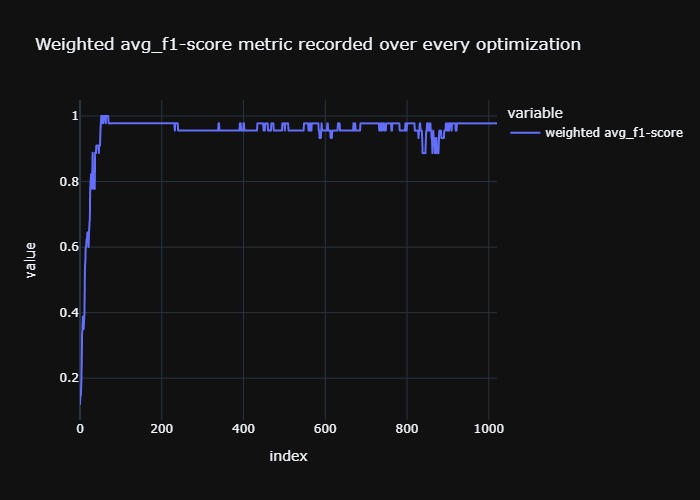 Weighted avg_f1-score metric recorded over every optimization
variable
weighted avg_f1-score
1
0.8
0.6
0.4
0.2
value
0
200
400
600
800
1000
index